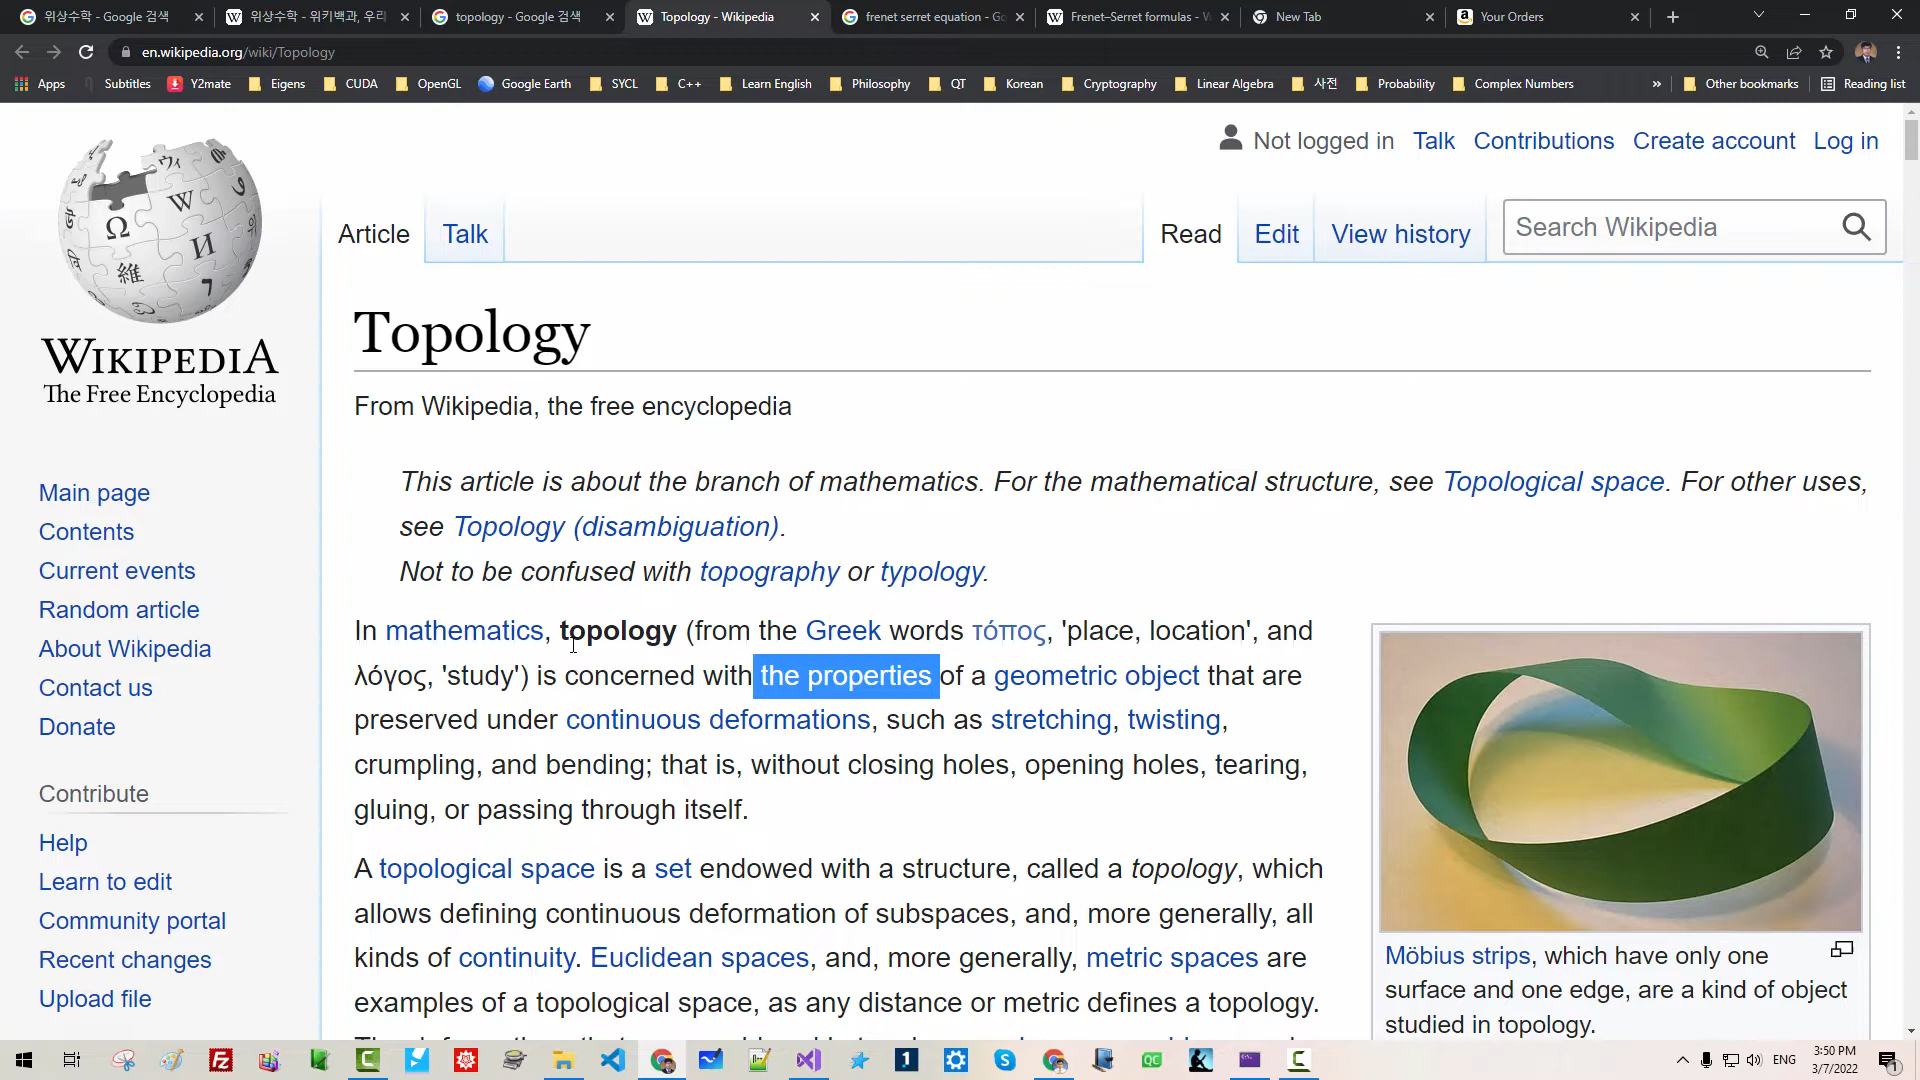 위상수학 - Google 검색
위상수학 - 위키백과, 우리
topology - Google 검색
Topology - Wikipedia
frenet serret equation - Go
Frenet–Serret formulas - W
New Tab
Your Orders
en.wikipedia.org/wiki/Topology
Apps
Subtitles
Y2mate
Eigens
CUDA
OpenGL
Google Earth
SYCL
C++
Learn English
Philosophy
QT
Korean
Cryptography
Linear Algebra
사전
Probability
Complex Numbers
»
Other bookmarks
Reading list
Not logged in Talk Contributions Create account Log in
Article Talk Read Edit View history Search Wikipedia
WIKIPEDIA
The Free Encyclopedia
Main page
Contents
Current events
Random article
About Wikipedia
Contact us
Donate
Contribute
Help
Learn to edit
Community portal
Recent changes
Upload file
Topology
From Wikipedia, the free encyclopedia
This article is about the branch of mathematics. For the mathematical structure, see Topological space. For other uses,
see Topology (disambiguation).
Not to be confused with topography or typology.
In mathematics, topology (from the Greek words τόπος, 'place, location', and
λόγος, 'study') is concerned with the properties of a geometric object that are
preserved under continuous deformations, such as stretching, twisting,
crumpling, and bending; that is, without closing holes, opening holes, tearing,
gluing, or passing through itself.
A topological space is a set endowed with a structure, called a topology, which
allows defining continuous deformation of subspaces, and, more generally, all
kinds of continuity. Euclidean spaces, and, more generally, metric spaces are
examples of a topological space, as any distance or metric defines a topology.
Möbius strips, which have only one
surface and one edge, are a kind of object
studied in topology.
ENG
3:50 PM
3/7/2022